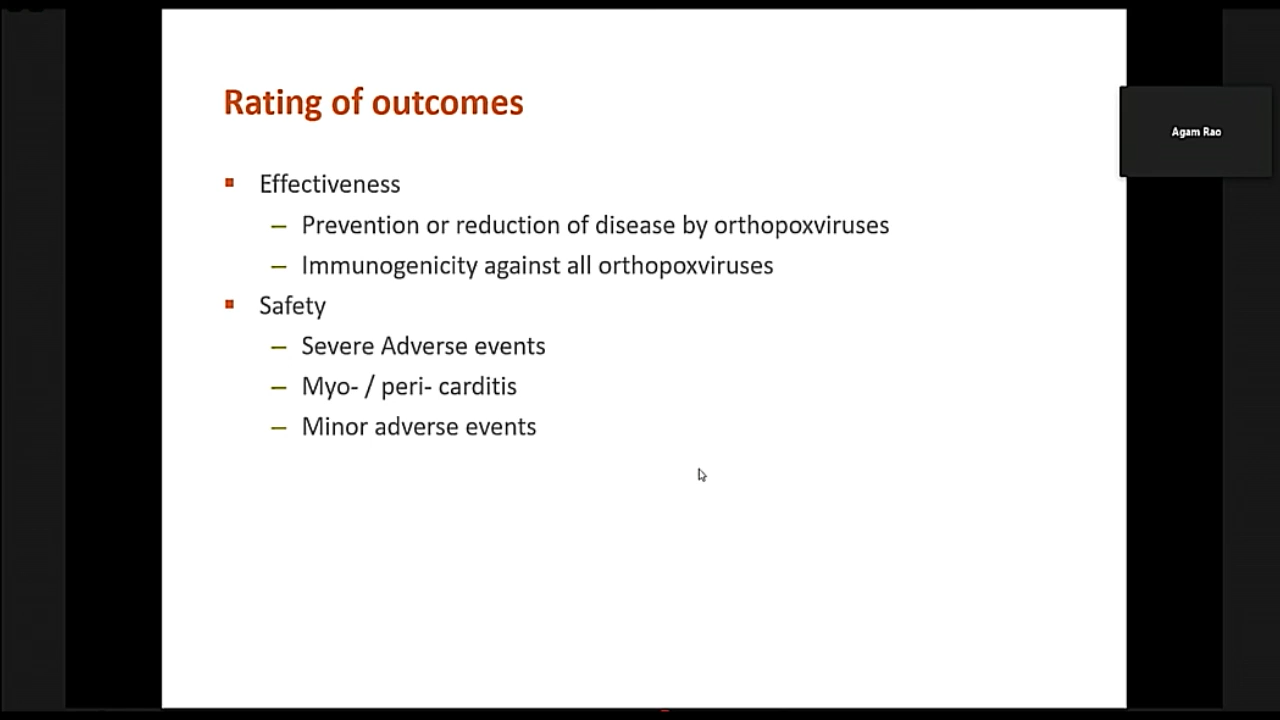 Rating of outcomes
Agam Rao
Effectiveness
– Prevention or reduction of disease by orthopoxviruses
– Immunogenicity against all orthopoxviruses
Safety
– Severe Adverse events
– Myo- / peri- carditis
– Minor adverse events